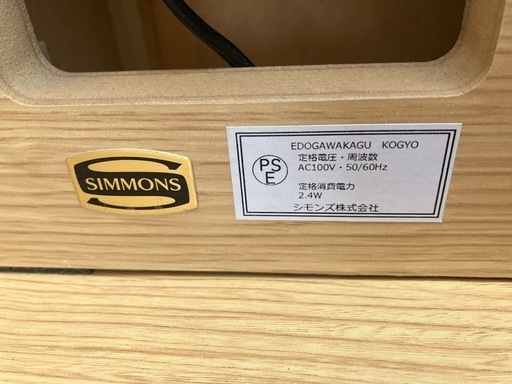 SIMMONS
PS
E
EDOGAWAKAGU KOGYO
定格電圧・周波数
AC100V・50/60Hz
定格消費電力
2.4W
シモンズ株式会社